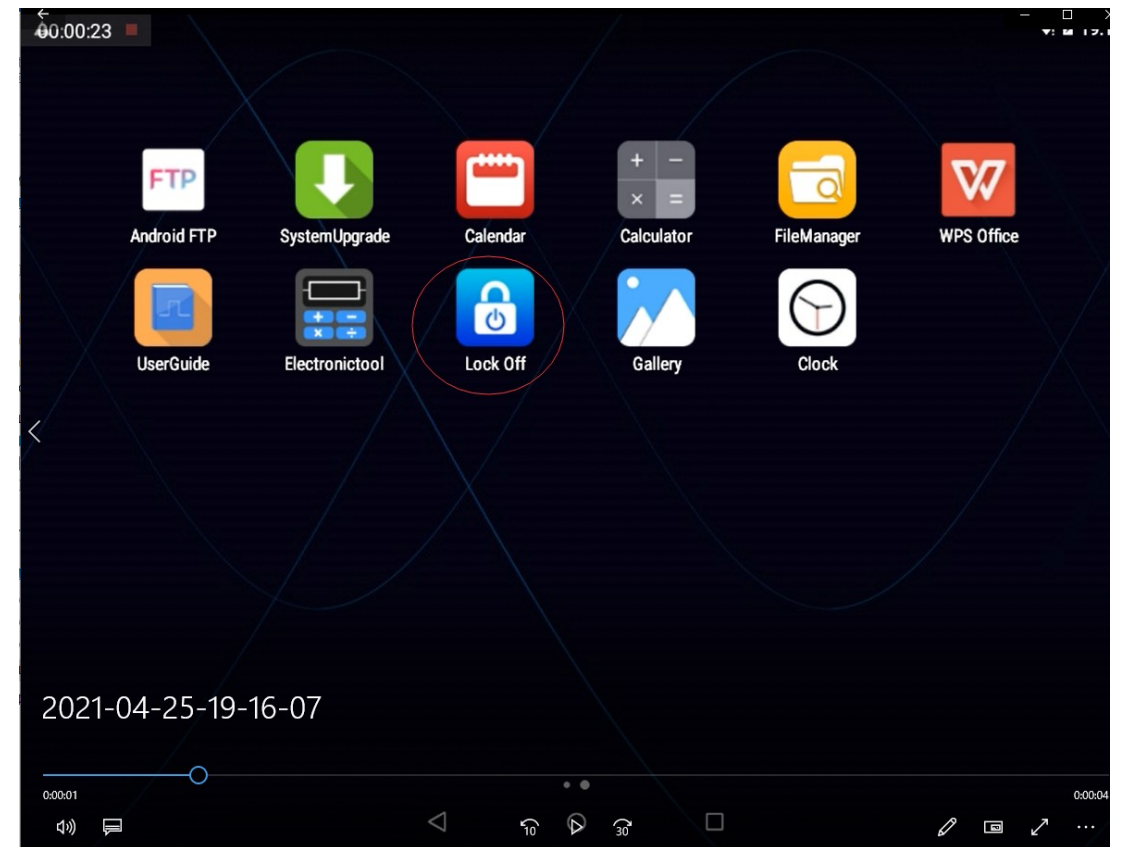 00:00:23
FTP
Android FTP SystemUpgrade Calendar Calculator FileManager WPS Office
UserGuide Electronictool Lock Off Gallery Clock
2021-04-25-19-16-07
0:00:01 0:00:04
10 30